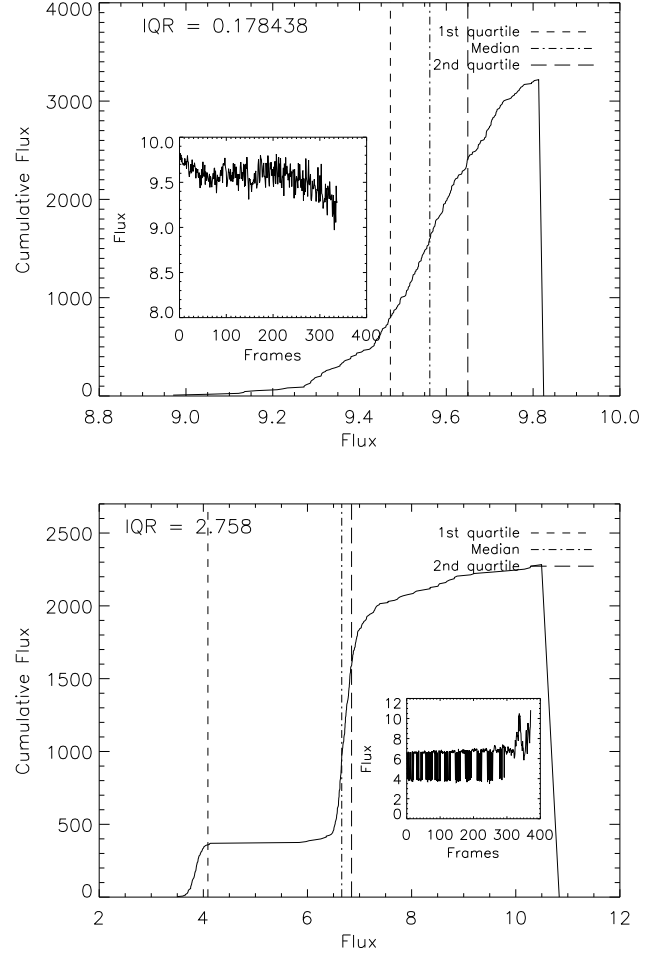 IQR = 0.178438
1st quartile
Median
2nd quartile
4000
3000
2000
1000
0
Cumulative Flux
8.8 9.0 9.2 9.4 9.6 9.8 10.0
Flux
10.0
9.5
9.0
8.5
8.0
Flux
0 100 200 300 400
Frames
IQR = 2.758
1st quartile
Median
2nd quartile
2500
2000
1500
1000
500
0
Cumulative Flux
2 4 6 8 10 12
Flux
12
10
8
6
4
2
0
Flux
0 100 200 300 400
Frames